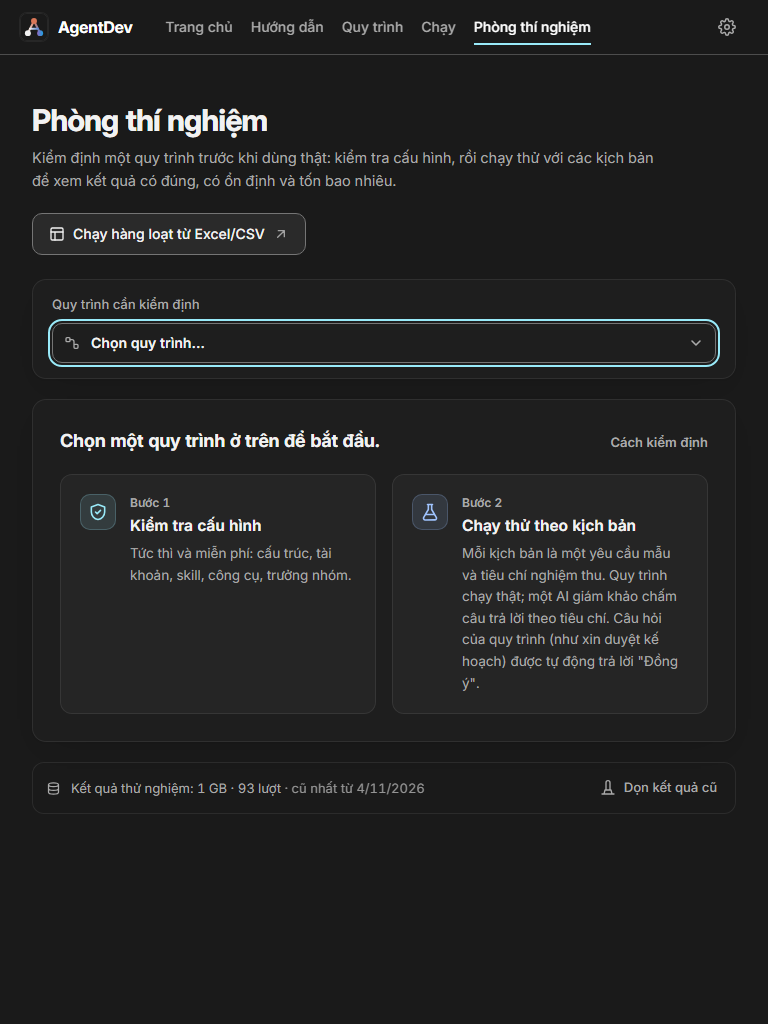 AgentDev
Trang chủ
Hướng dẫn
Quy trình
Chạy
Phòng thí nghiệm
Phòng thí nghiệm
Kiểm định một quy trình trước khi dùng thật: kiểm tra cấu hình, rồi chạy thử với các kịch bản
để xem kết quả có đúng, có ổn định và tốn bao nhiêu.
Chạy hàng loạt từ Excel/CSV
Quy trình cần kiểm định
Chọn quy trình...
Chọn một quy trình ở trên để bắt đầu.
Cách kiểm định
Bước 1
Kiểm tra cấu hình
Tức thì và miễn phí: cấu trúc, tài
khoản, skill, công cụ, trưởng nhóm.
Bước 2
Chạy thử theo kịch bản
Mỗi kịch bản là một yêu cầu mẫu
và tiêu chí nghiệm thu. Quy trình
chạy thật; một AI giám khảo chấm
câu trả lời theo tiêu chí. Câu hỏi
của quy trình (như xin duyệt kế
hoạch) được tự động trả lời "Đồng
ý".
Kết quả thử nghiệm: 1 GB · 93 lượt · cũ nhất từ 4/11/2026
Dọn kết quả cũ